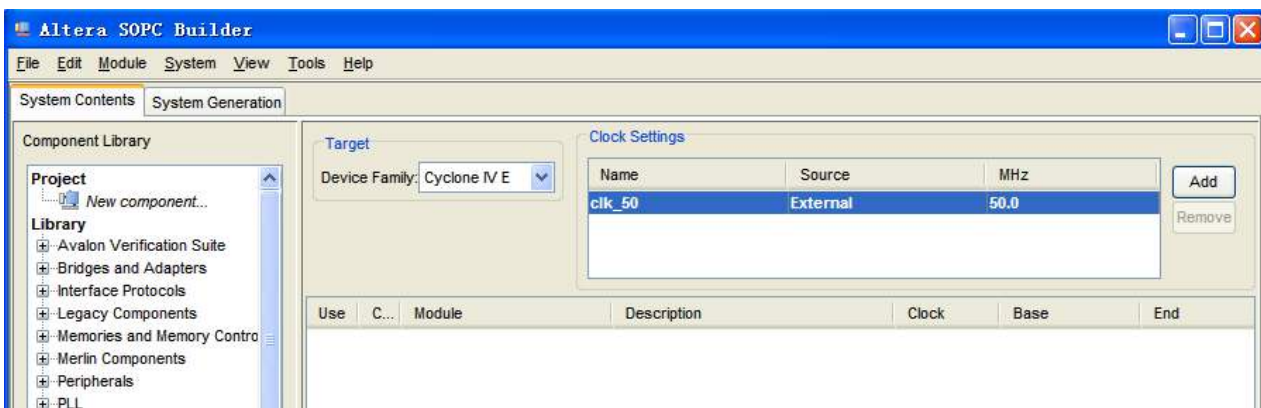 Altera SOPC Builder
File Edit Module System View Tools Help
System Contents System Generation
Component Library
Project
New component...
Library
Avalon Verification Suite
Bridges and Adapters
Interface Protocols
Legacy Components
Memories and Memory Contro
Merlin Components
Peripherals
PLL
Target
Device Family: Cyclone IV E
Clock Settings
Name Source MHz
clk_50 External 50.0
Add
Remove
Use C... Module Description Clock Base End